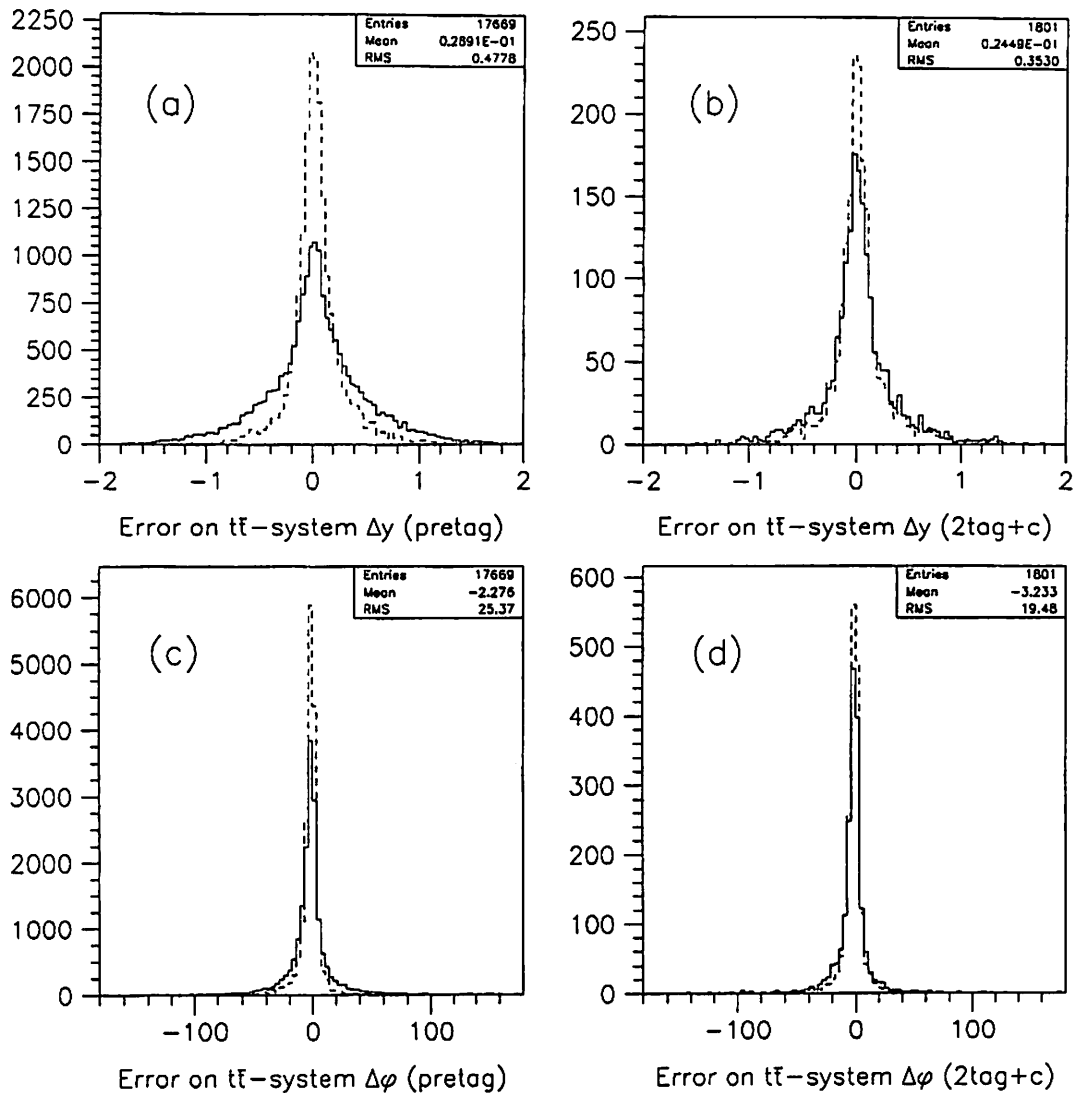 2250
2000
1750
1500
1250
1000
750
500
250
0
(a)
Entries 17669
Mean 0.2891E-01
RMS 0.4778
-2 -1 0 1 2
Error on tt̄-system Δy (pretag)
250
200
150
100
50
0
(b)
Entries 1801
Mean 0.2449E-01
RMS 0.3530
-2 -1 0 1 2
Error on tt̄-system Δy (2tag+c)
6000
5000
4000
3000
2000
1000
0
(c)
Entries 17669
Mean -2.276
RMS 25.37
-100 0 100
Error on tt̄-system Δφ (pretag)
600
500
400
300
200
100
0
(d)
Entries 1801
Mean -3.233
RMS 19.48
-100 0 100
Error on tt̄-system Δφ (2tag+c)